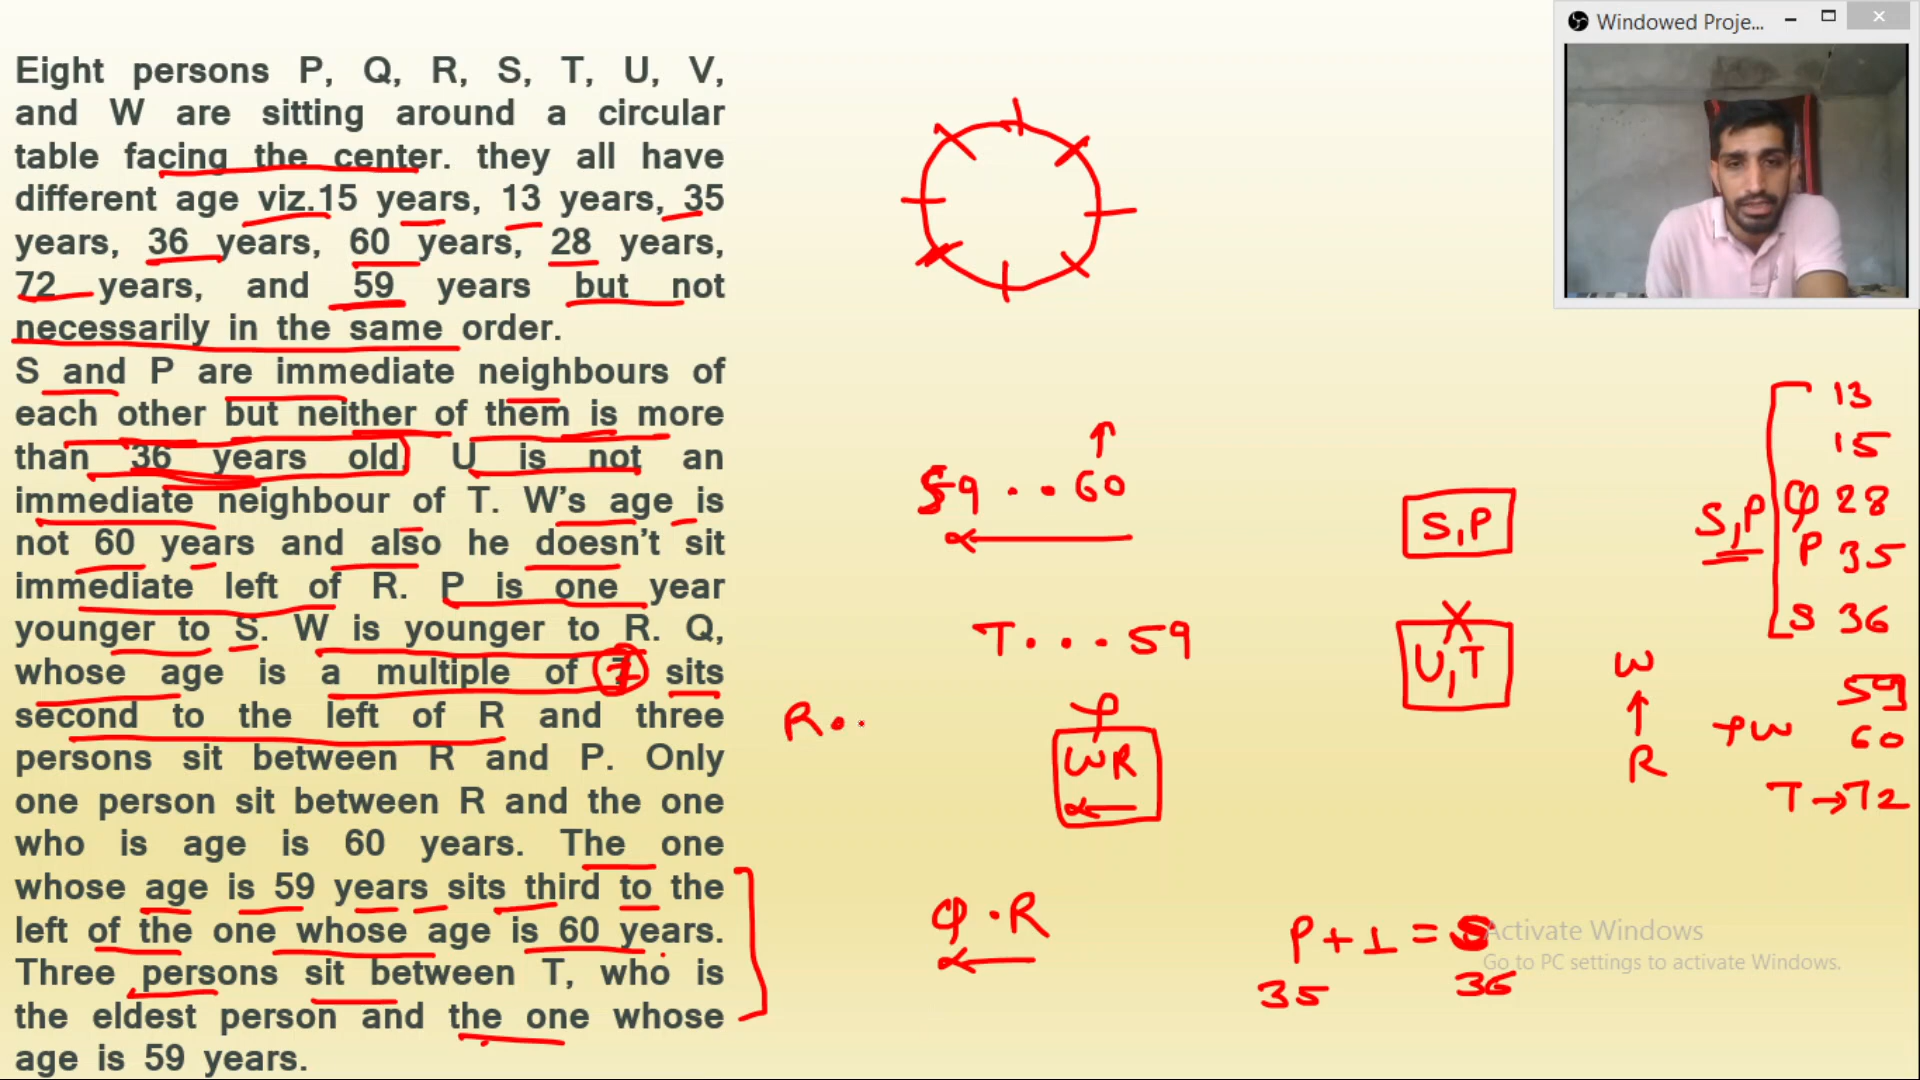 Windowed Proje...
Eight persons P, Q, R, S, T, U, V,
and W are sitting around a circular
table facing the center. they all have
different age viz.15 years, 13 years, 35
years, 36 years, 60 years, 28 years,
72 years, and 59 years but not
necessarily in the same order.
S and P are immediate neighbours of
each other but neither of them is more
than 36 years old. U is not an
immediate neighbour of T. W's age is
not 60 years and also he doesn't sit
immediate left of R. P is one year
younger to S. W is younger to R. Q,
whose age is a multiple of 7 sits
second to the left of R and three
persons sit between R and P. Only
one person sit between R and the one
who is age is 60 years. The one
whose age is 59 years sits third to the
left of the one whose age is 60 years.
Three persons sit between T, who is
the eldest person and the one whose
age is 59 years.
59 . . 60
T . . . 59
R . .
WR
Q . R
S,P
U,T
P + 1 = S
35 36
W
R
S,P
13
15
Q 28
P 35
S 36
59
W 60
T → 72
Activate Windows
Go to PC settings to activate Windows.